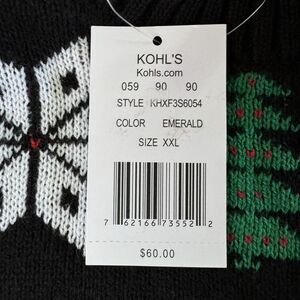 KOHL'S
Kohls.com
059 90 90
STYLE KHXF3S6054
COLOR EMERALD
SIZE XXL
7 62166 73552 2
$60.00